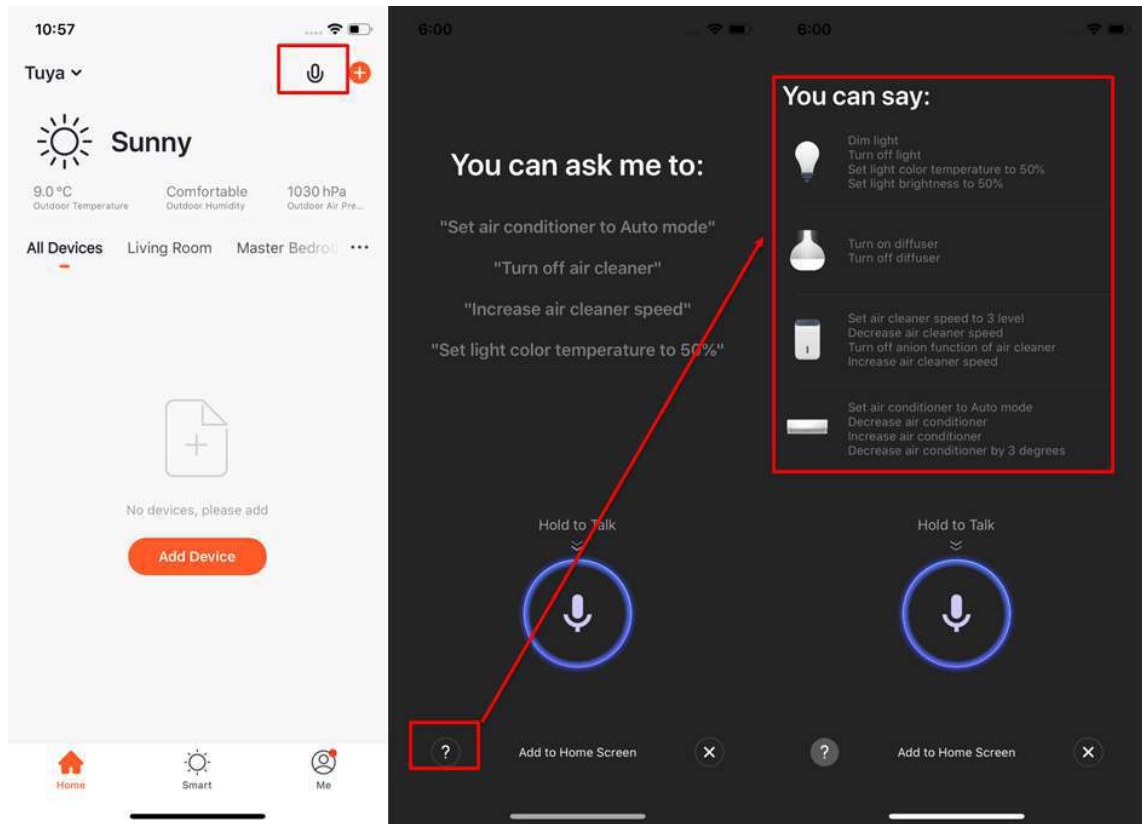 10:57
Tuya
Sunny
9.0 °C
Outdoor Temperature
Comfortable
Outdoor Humidity
1030 hPa
Outdoor Air Pre...
All Devices
Living Room
Master Bedroo
No devices, please add
Add Device
Home
Smart
Me
6:00
You can ask me to:
"Set air conditioner to Auto mode"
"Turn off air cleaner"
"Increase air cleaner speed"
"Set light color temperature to 50%"
Hold to Talk
?
Add to Home Screen
6:00
You can say:
Dim light
Turn off light
Set light color temperature to 50%
Set light brightness to 50%
Turn on diffuser
Turn off diffuser
Set air cleaner speed to 3 level
Decrease air cleaner speed
Turn off anion function of air cleaner
Increase air cleaner speed
Set air conditioner to Auto mode
Decrease air conditioner
Increase air conditioner
Decrease air conditioner by 3 degrees
Hold to Talk
?
Add to Home Screen